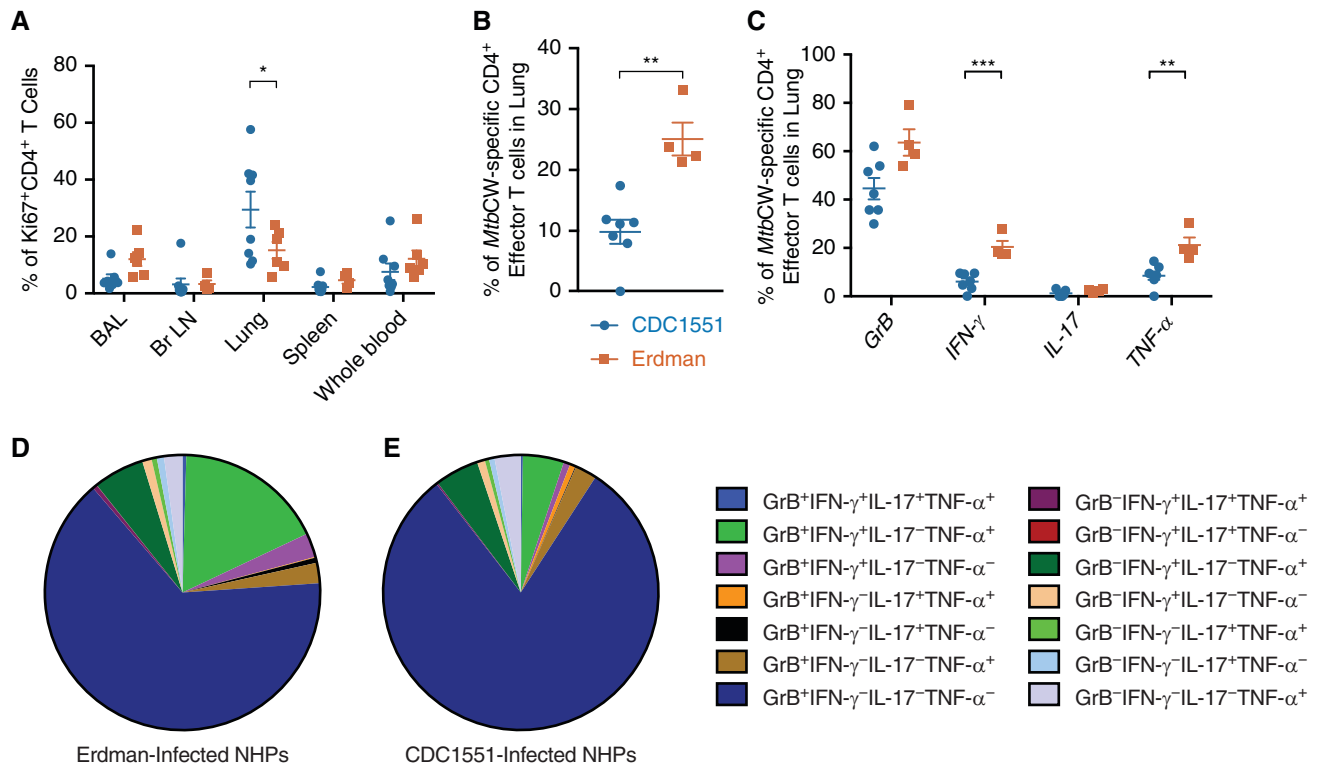 A
% of Ki67⁺CD4⁺ T Cells
80
60
40
20
0
*
BAL
Br LN
Lung
Spleen
Whole blood
B
% of MtbCW-specific CD4⁺
Effector T cells in Lung
40
30
20
10
0
**
CDC1551
Erdman
C
% of MtbCW-specific CD4⁺
Effector T cells in Lung
100
80
60
40
20
0
***
**
GrB
IFN-γ
IL-17
TNF-α
D
Erdman-Infected NHPs
E
CDC1551-Infected NHPs
GrB⁺IFN-γ⁺IL-17⁺TNF-α⁺
GrB⁺IFN-γ⁺IL-17⁻TNF-α⁺
GrB⁺IFN-γ⁺IL-17⁻TNF-α⁻
GrB⁺IFN-γ⁻IL-17⁺TNF-α⁺
GrB⁺IFN-γ⁻IL-17⁺TNF-α⁻
GrB⁺IFN-γ⁻IL-17⁻TNF-α⁺
GrB⁺IFN-γ⁻IL-17⁻TNF-α⁻
GrB⁻IFN-γ⁺IL-17⁺TNF-α⁺
GrB⁻IFN-γ⁺IL-17⁺TNF-α⁻
GrB⁻IFN-γ⁺IL-17⁻TNF-α⁺
GrB⁻IFN-γ⁺IL-17⁻TNF-α⁻
GrB⁻IFN-γ⁻IL-17⁺TNF-α⁺
GrB⁻IFN-γ⁻IL-17⁺TNF-α⁻
GrB⁻IFN-γ⁻IL-17⁻TNF-α⁺